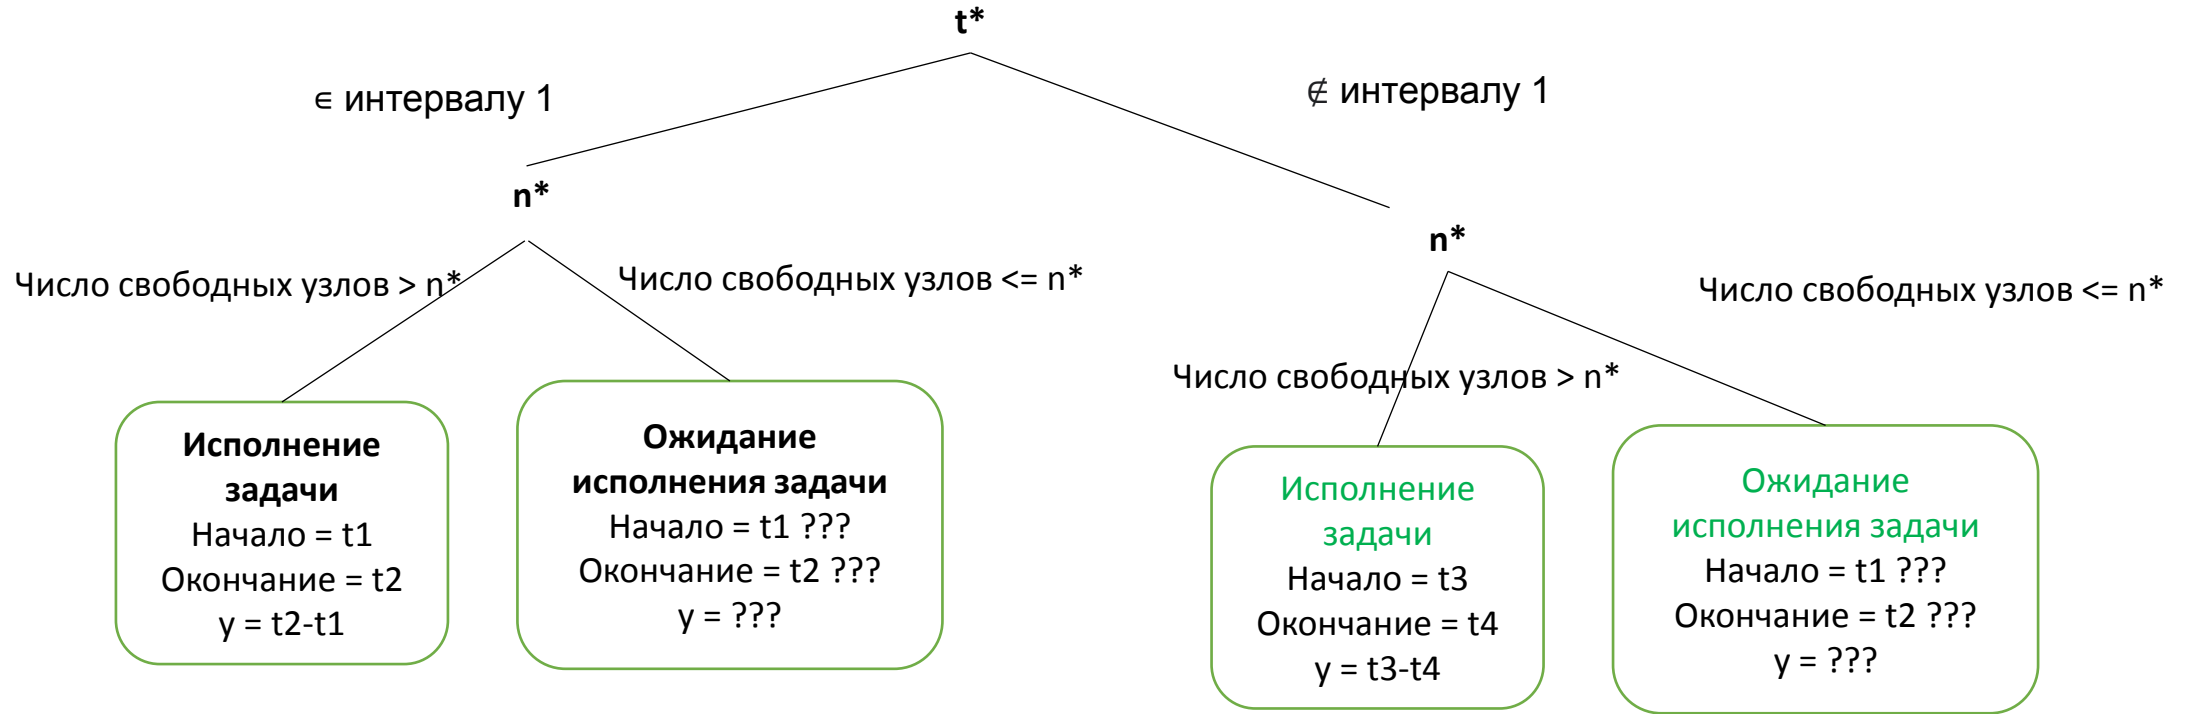 t*
∈ интервалу 1
∉ интервалу 1
n*
n*
Число свободных узлов > n*
Число свободных узлов <= n*
Число свободных узлов <= n*
Число свободных узлов > n*
Исполнение
задачи
Начало = t1
Окончание = t2
y = t2-t1
Ожидание
исполнения задачи
Начало = t1 ???
Окончание = t2 ???
y = ???
Исполнение
задачи
Начало = t3
Окончание = t4
y = t3-t4
Ожидание
исполнения задачи
Начало = t1 ???
Окончание = t2 ???
y = ???